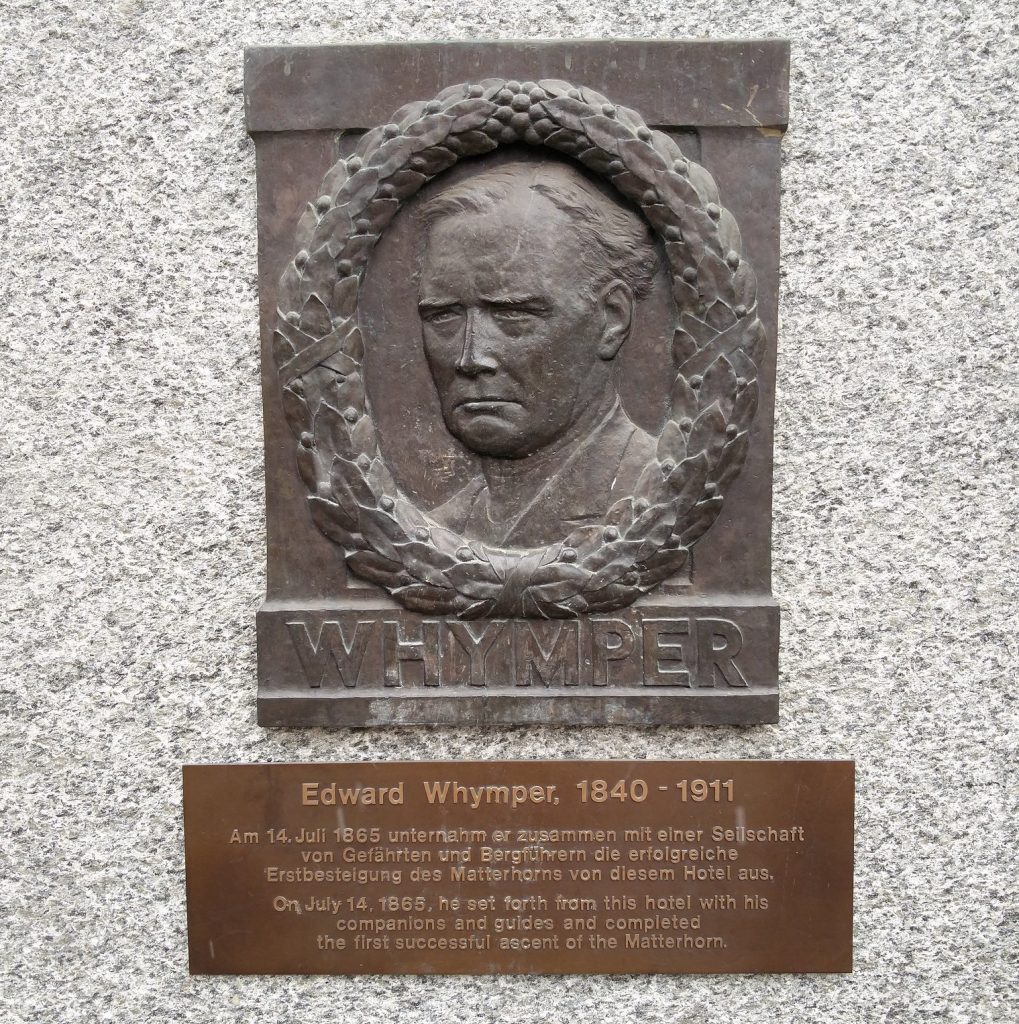 WHYMPER
Edward Whymper, 1840 - 1911
Am 14. Juli 1865 unternahm er zusammen mit einer Seilschaft
von Gefährten und Bergführern die erfolgreiche
Erstbesteigung des Matterhorns von diesem Hotel aus.
On July 14, 1865, he set forth from this hotel with his
companions and guides and completed
the first successful ascent of the Matterhorn.